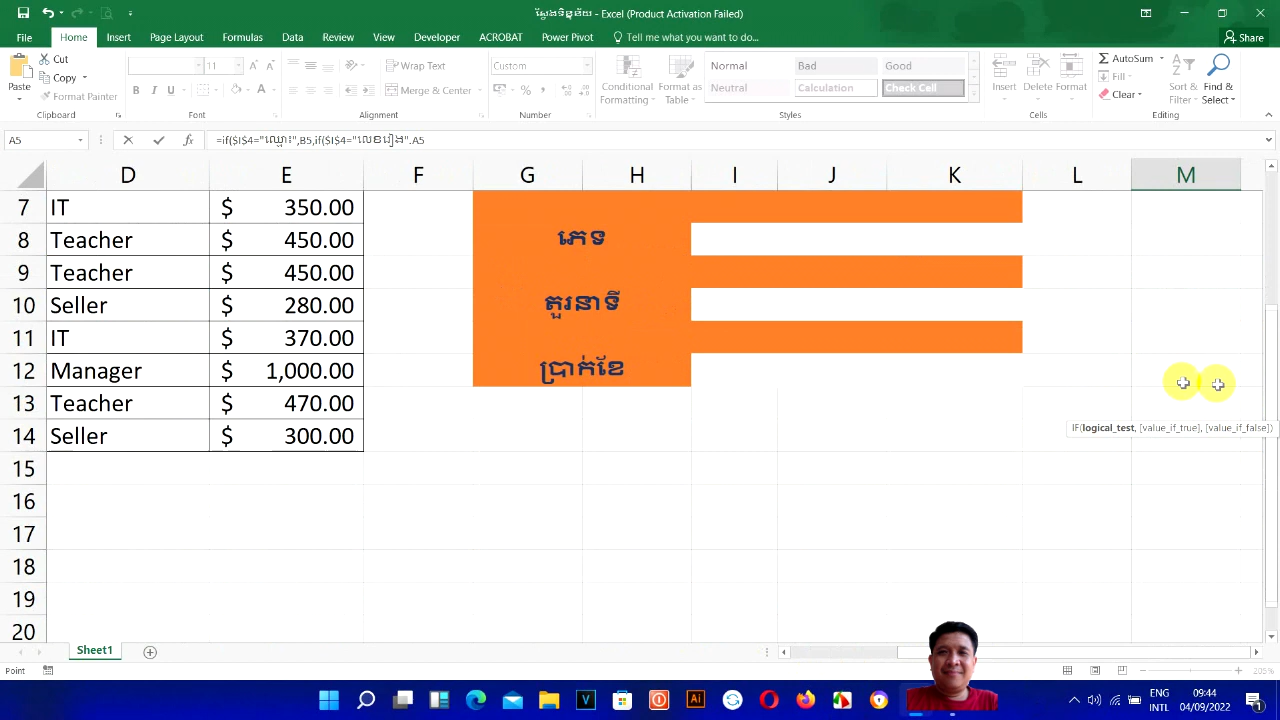 ស្វែងទិន្នន័យ - Excel (Product Activation Failed)
File Home Insert Page Layout Formulas Data Review View Developer ACROBAT Power Pivot Tell me what you want to do... Share
Paste
Cut
Copy
Format Painter
Clipboard
11
Font
Wrap Text
Merge & Center
Alignment
Custom
Number
Conditional Formatting
Format as Table
Normal Bad Good
Neutral Calculation Check Cell
Styles
Insert Delete Format
Cells
AutoSum
Fill
Clear
Sort & Filter
Find & Select
Editing
A5 =if($I$4="ឈ្មោះ",B5,if($I$4="លេខរៀង".A5
D E F G H I J K L M
7 IT $ 350.00
8 Teacher $ 450.00 ភេទ
9 Teacher $ 450.00
10 Seller $ 280.00 តួរនាទី
11 IT $ 370.00
12 Manager $ 1,000.00 ប្រាក់ខែ
13 Teacher $ 470.00
14 Seller $ 300.00
IF(logical_test, [value_if_true], [value_if_false])
15
16
17
18
19
20
Sheet1
Point 205%
ENG INTL
09:44
04/09/2022